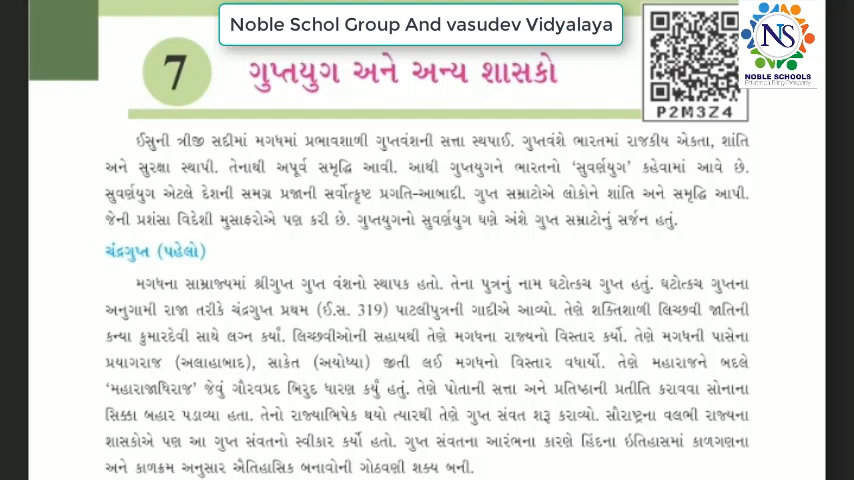 Noble Schol Group And vasudev Vidyalaya
NS
NOBLE SCHOOLS
7
ગુપ્તયુગ અને અન્ય શાસકો
P2M3Z4
ઈસુની ત્રીજી સદીમાં મગધમાં પ્રભાવશાળી ગુપ્તવંશની સત્તા સ્થપાઈ. ગુપ્તવંશે ભારતમાં રાજકીય એકતા, શાંતિ
અને સુરક્ષા સ્થાપી. તેનાથી અપૂર્વ સમૃદ્ધિ આવી. આથી ગુપ્તયુગને ભારતનો ‘સુવર્ણયુગ’ કહેવામાં આવે છે.
સુવર્ણયુગ એટલે દેશની સમગ્ર પ્રજાની સર્વોત્કૃષ્ટ પ્રગતિ-આબાદી. ગુપ્ત સમ્રાટોએ લોકોને શાંતિ અને સમૃદ્ધિ આપી.
જેની પ્રશંસા વિદેશી મુસાફરોએ પણ કરી છે. ગુપ્તયુગનો સુવર્ણયુગ ઘણે અંશે ગુપ્ત સમ્રાટોનું સર્જન હતું.
ચંદ્રગુપ્ત (પહેલો)
મગધના સામ્રાજ્યમાં શ્રીગુપ્ત ગુપ્ત વંશનો સ્થાપક હતો. તેના પુત્રનું નામ ઘટોત્કચ ગુપ્ત હતું. ઘટોત્કચ ગુપ્તના
અનુગામી રાજા તરીકે ચંદ્રગુપ્ત પ્રથમ (ઈ.સ. 319) પાટલીપુત્રની ગાદીએ આવ્યો. તેણે શક્તિશાળી લિચ્છવી જાતિની
કન્યા કુમારદેવી સાથે લગ્ન કર્યાં. લિચ્છવીઓની સહાયથી તેણે મગધના રાજ્યનો વિસ્તાર કર્યો. તેણે મગધની પાસેના
પ્રયાગરાજ (અલાહાબાદ), સાકેત (અયોધ્યા) જીતી લઈ મગધનો વિસ્તાર વધાર્યો. તેણે મહારાજને બદલે
‘મહારાજાધિરાજ’ જેવું ગૌરવપ્રદ બિરુદ ધારણ કર્યું હતું. તેણે પોતાની સત્તા અને પ્રતિષ્ઠાની પ્રતીતિ કરાવવા સોનાના
સિક્કા બહાર પડાવ્યા હતા. તેનો રાજ્યાભિષેક થયો ત્યારથી તેણે ગુપ્ત સંવત શરૂ કરાવ્યો. સૌરાષ્ટ્રના વલભી રાજ્યના
શાસકોએ પણ આ ગુપ્ત સંવતનો સ્વીકાર કર્યો હતો. ગુપ્ત સંવતના આરંભના કારણે હિંદના ઇતિહાસમાં કાળગણના
અને કાળક્રમ અનુસાર ઐતિહાસિક બનાવોની ગોઠવણી શક્ય બની.